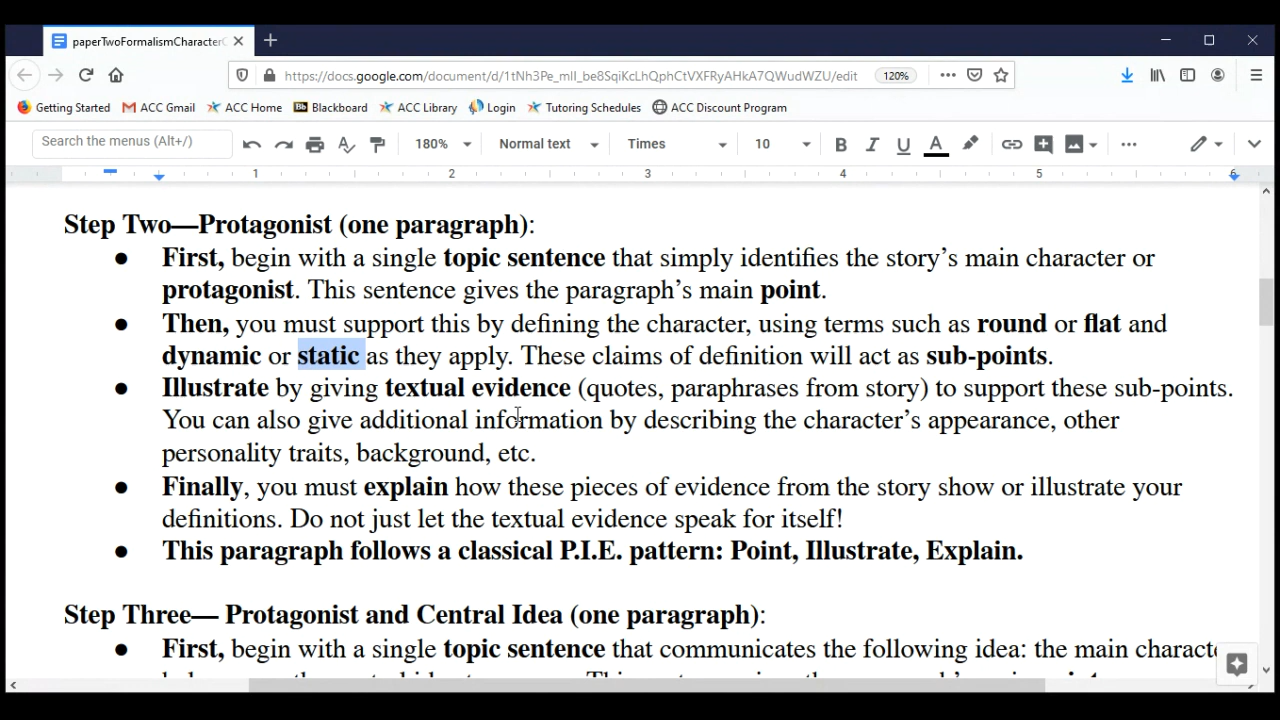 paperTwoFormalismCharacter
https://docs.google.com/document/d/1tNh3Pe_mIl_be8SqiKcLhQphCtVXFRyAHkA7QWudWZU/edit 120%
Getting Started ACC Gmail ACC Home Bb Blackboard ACC Library Login Tutoring Schedules ACC Discount Program
Search the menus (Alt+/) 180% Normal text Times 10 B I U A
1 2 3 4 5 6
Step Two—Protagonist (one paragraph):
● First, begin with a single topic sentence that simply identifies the story’s main character or
protagonist. This sentence gives the paragraph’s main point.
● Then, you must support this by defining the character, using terms such as round or flat and
dynamic or static as they apply. These claims of definition will act as sub-points.
● Illustrate by giving textual evidence (quotes, paraphrases from story) to support these sub-points.
You can also give additional information by describing the character’s appearance, other
personality traits, background, etc.
● Finally, you must explain how these pieces of evidence from the story show or illustrate your
definitions. Do not just let the textual evidence speak for itself!
● This paragraph follows a classical P.I.E. pattern: Point, Illustrate, Explain.
Step Three— Protagonist and Central Idea (one paragraph):
● First, begin with a single topic sentence that communicates the following idea: the main characte